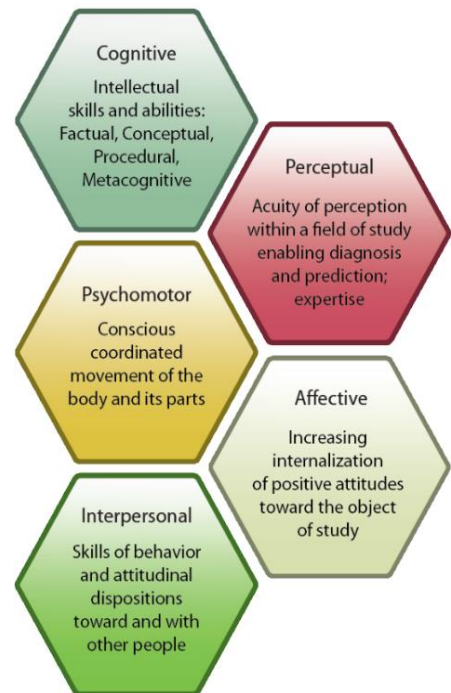 Cognitive
Intellectual
skills and abilities:
Factual, Conceptual,
Procedural,
Metacognitive
Perceptual
Acuity of perception
within a field of study
enabling diagnosis
and prediction;
expertise
Psychomotor
Conscious
coordinated
movement of the
body and its parts
Affective
Increasing
internalization
of positive attitudes
toward the object
of study
Interpersonal
Skills of behavior
and attitudinal
dispositions
toward and with
other people